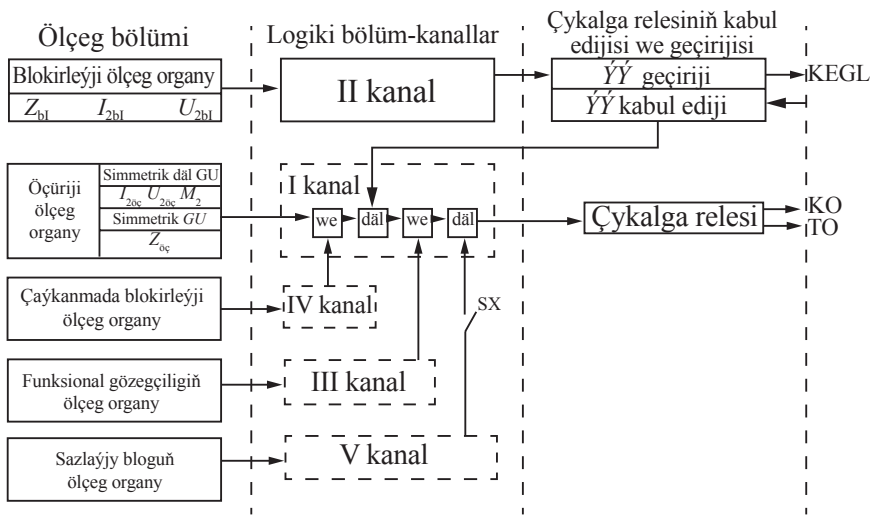 Ölçeg bölümi
Logiki bölüm-kanallar
Çykalga relesiniň kabul
edijisi we geçirijisi
Blokirleýji ölçeg organy
Z_bl I_2bl U_2bl
II kanal
ÝÝ geçiriji
ÝÝ kabul ediji
KEGL
Öçüriji
ölçeg
organy
Simmetrik däl GU
I_2öç U_2öç M_2
Simmetrik GU
Z_öç
I kanal
we
däl
we
däl
Çykalga relesi
KO
TO
Çaýkanmada blokirleýji
ölçeg organy
IV kanal
SX
Funksional gözegçiligiň
ölçeg organy
III kanal
Sazlaýjy bloguň
ölçeg organy
V kanal